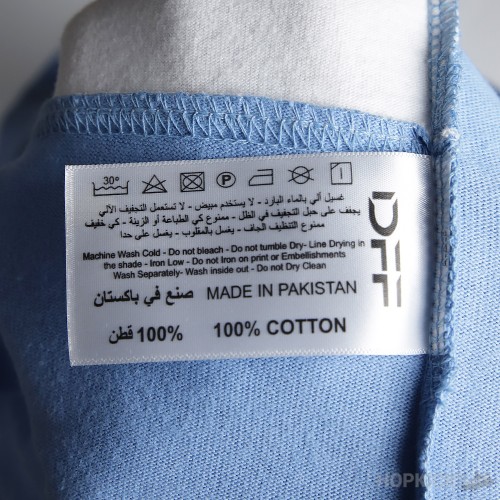 30°
P
غسيل آلي بالماء البارد - لا يستخدم مبيض - لا تستعمل التجفيف الآلي
يجفف على حبل التجفيف في الظل - ممنوع كي الطباعة أو الزينة - كي خفيف
ممنوع التنظيف الجاف - يغسل بالمقلوب - يغسل على حدا
Machine Wash Cold - Do not bleach - Do not tumble Dry- Line Drying in
the shade - Iron Low - Do not Iron on print or Embellishments
Wash Separately- Wash inside out - Do not Dry Clean
صنع في باكستان MADE IN PAKISTAN
100% قطن 100% COTTON